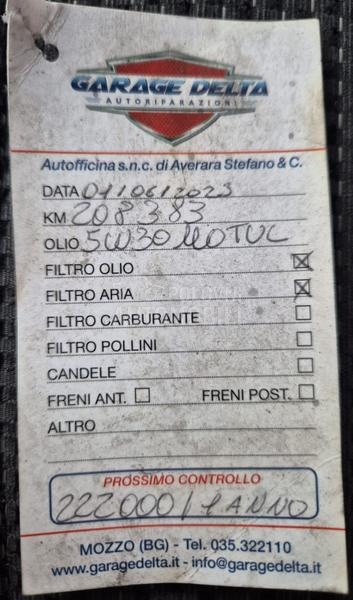 GARAGE DELTA
AUTORIPARAZIONI
Autofficina s.n.c. di Averara Stefano & C.
DATA 01/06/2023
KM 208383
OLIO 5W30 MOTUL
FILTRO OLIO
FILTRO ARIA
FILTRO CARBURANTE
FILTRO POLLINI
CANDELE
FRENI ANT. FRENI POST.
ALTRO
PROSSIMO CONTROLLO
222000 / 1 ANNO
MOZZO (BG) - Tel. 035.322110
www.garagedelta.it - info@garagedelta.it